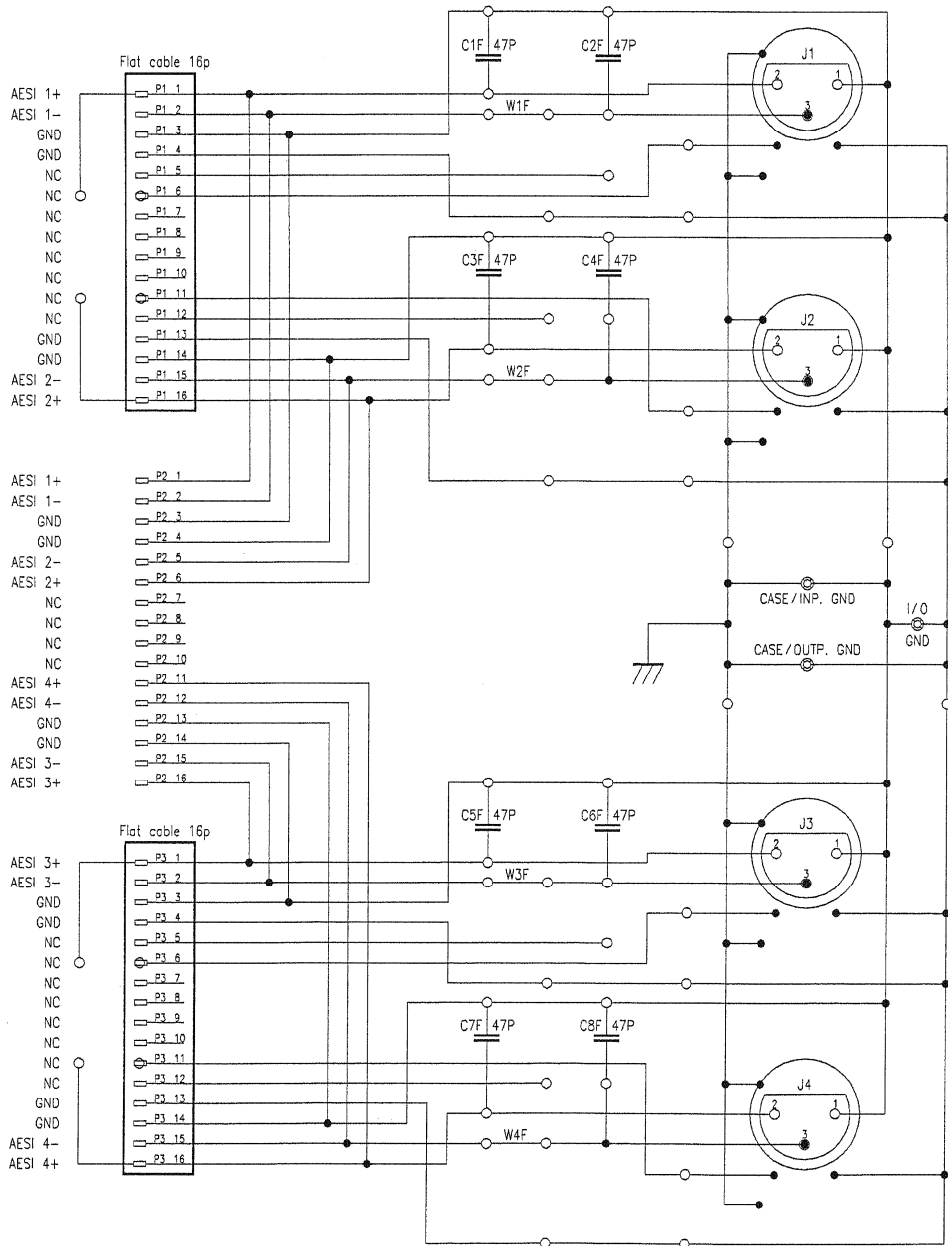 Flat cable 16p
AESI 1+ P1 1
AESI 1- P1 2
GND P1 3
GND P1 4
NC P1 5
NC P1 6
NC P1 7
NC P1 8
NC P1 9
NC P1 10
NC P1 11
NC P1 12
GND P1 13
GND P1 14
AESI 2- P1 15
AESI 2+ P1 16
C1F 47P
C2F 47P
W1F
J1
2 1
3
C3F 47P
C4F 47P
W2F
J2
2 1
3
AESI 1+ P2 1
AESI 1- P2 2
GND P2 3
GND P2 4
AESI 2- P2 5
AESI 2+ P2 6
NC P2 7
NC P2 8
NC P2 9
NC P2 10
AESI 4+ P2 11
AESI 4- P2 12
GND P2 13
GND P2 14
AESI 3- P2 15
AESI 3+ P2 16
CASE/INP. GND
I/O
GND
CASE/OUTP. GND
Flat cable 16p
AESI 3+ P3 1
AESI 3- P3 2
GND P3 3
GND P3 4
NC P3 5
NC P3 6
NC P3 7
NC P3 8
NC P3 9
NC P3 10
NC P3 11
NC P3 12
GND P3 13
GND P3 14
AESI 4- P3 15
AESI 4+ P3 16
C5F 47P
C6F 47P
W3F
J3
2 1
3
C7F 47P
C8F 47P
W4F
J4
2 1
3